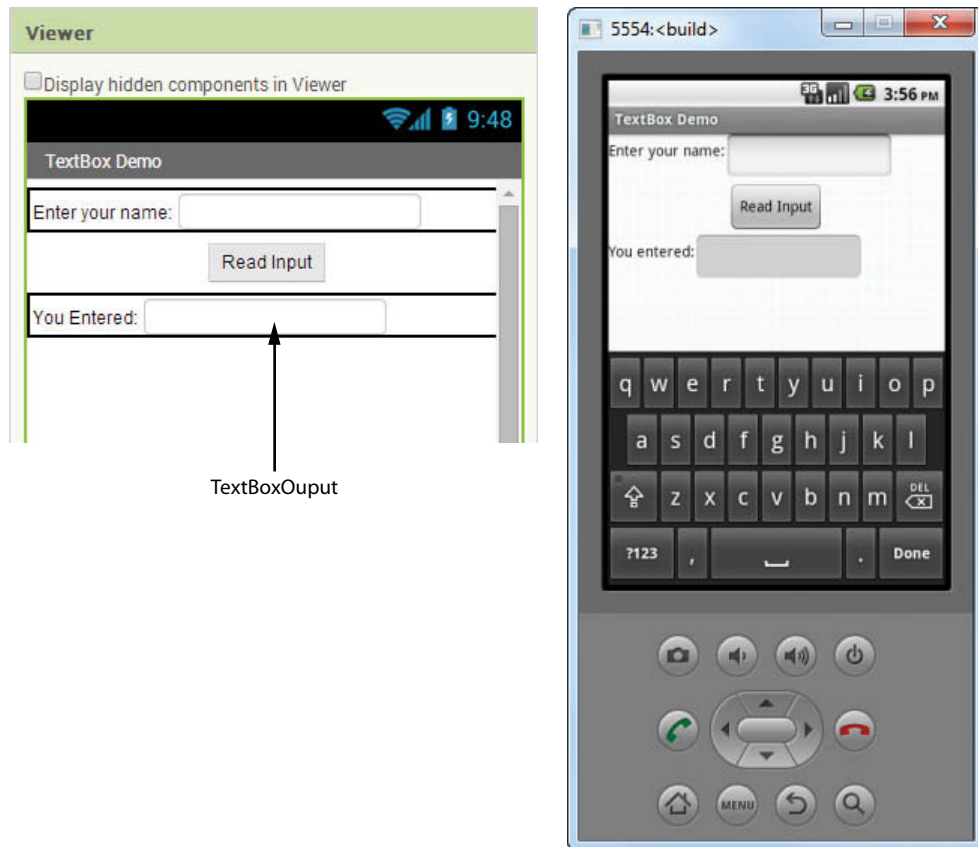 Viewer
Display hidden components in Viewer
9:48
TextBox Demo
Enter your name:
Read Input
You Entered:
TextBoxOuput
5554:<build>
3G
3:56 PM
TextBox Demo
Enter your name:
Read Input
You entered:
q w e r t y u i o p
a s d f g h j k l
z x c v b n m DEL
?123 , . Done
MENU